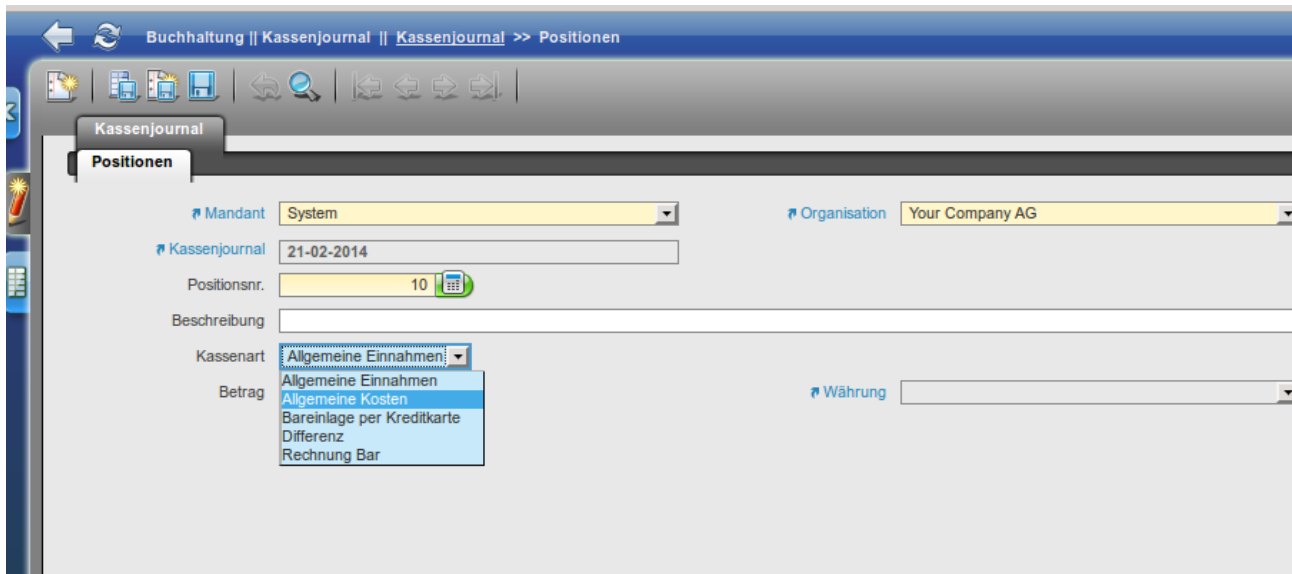 Buchhaltung || Kassenjournal || Kassenjournal >> Positionen
Kassenjournal
Positionen
Mandant System Organisation Your Company AG
Kassenjournal 21-02-2014
Positionsnr. 10
Beschreibung
Kassenart Allgemeine Einnahmen
Allgemeine Einnahmen
Betrag Allgemeine Kosten Währung
Bareinlage per Kreditkarte
Differenz
Rechnung Bar